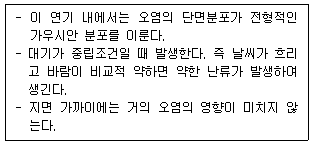 - 이 연기 내에서는 오염의 단면분포가 전형적인
가우시안 분포를 이룬다.
- 대기가 중립조건일 때 발생한다. 즉 날씨가 흐리
고 바람이 비교적 약하면 약한 난류가 발생하여
생긴다.
- 지면 가까이에는 거의 오염의 영향이 미치지 않
는다.